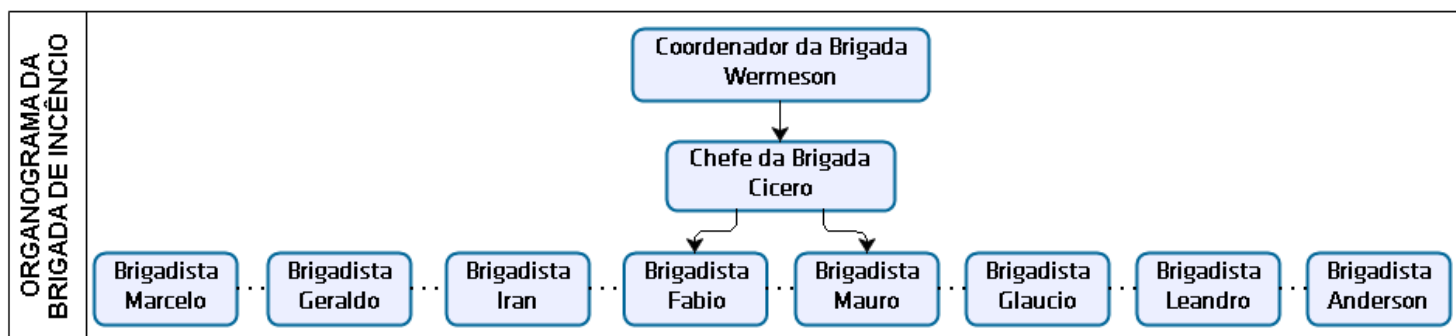 ORGANOGRAMA DA
BRIGADA DE INCÊNCIO
Coordenador da Brigada
Wermeson
Chefe da Brigada
Cicero
Brigadista
Marcelo
Brigadista
Geraldo
Brigadista
Iran
Brigadista
Fabio
Brigadista
Mauro
Brigadista
Glaucio
Brigadista
Leandro
Brigadista
Anderson